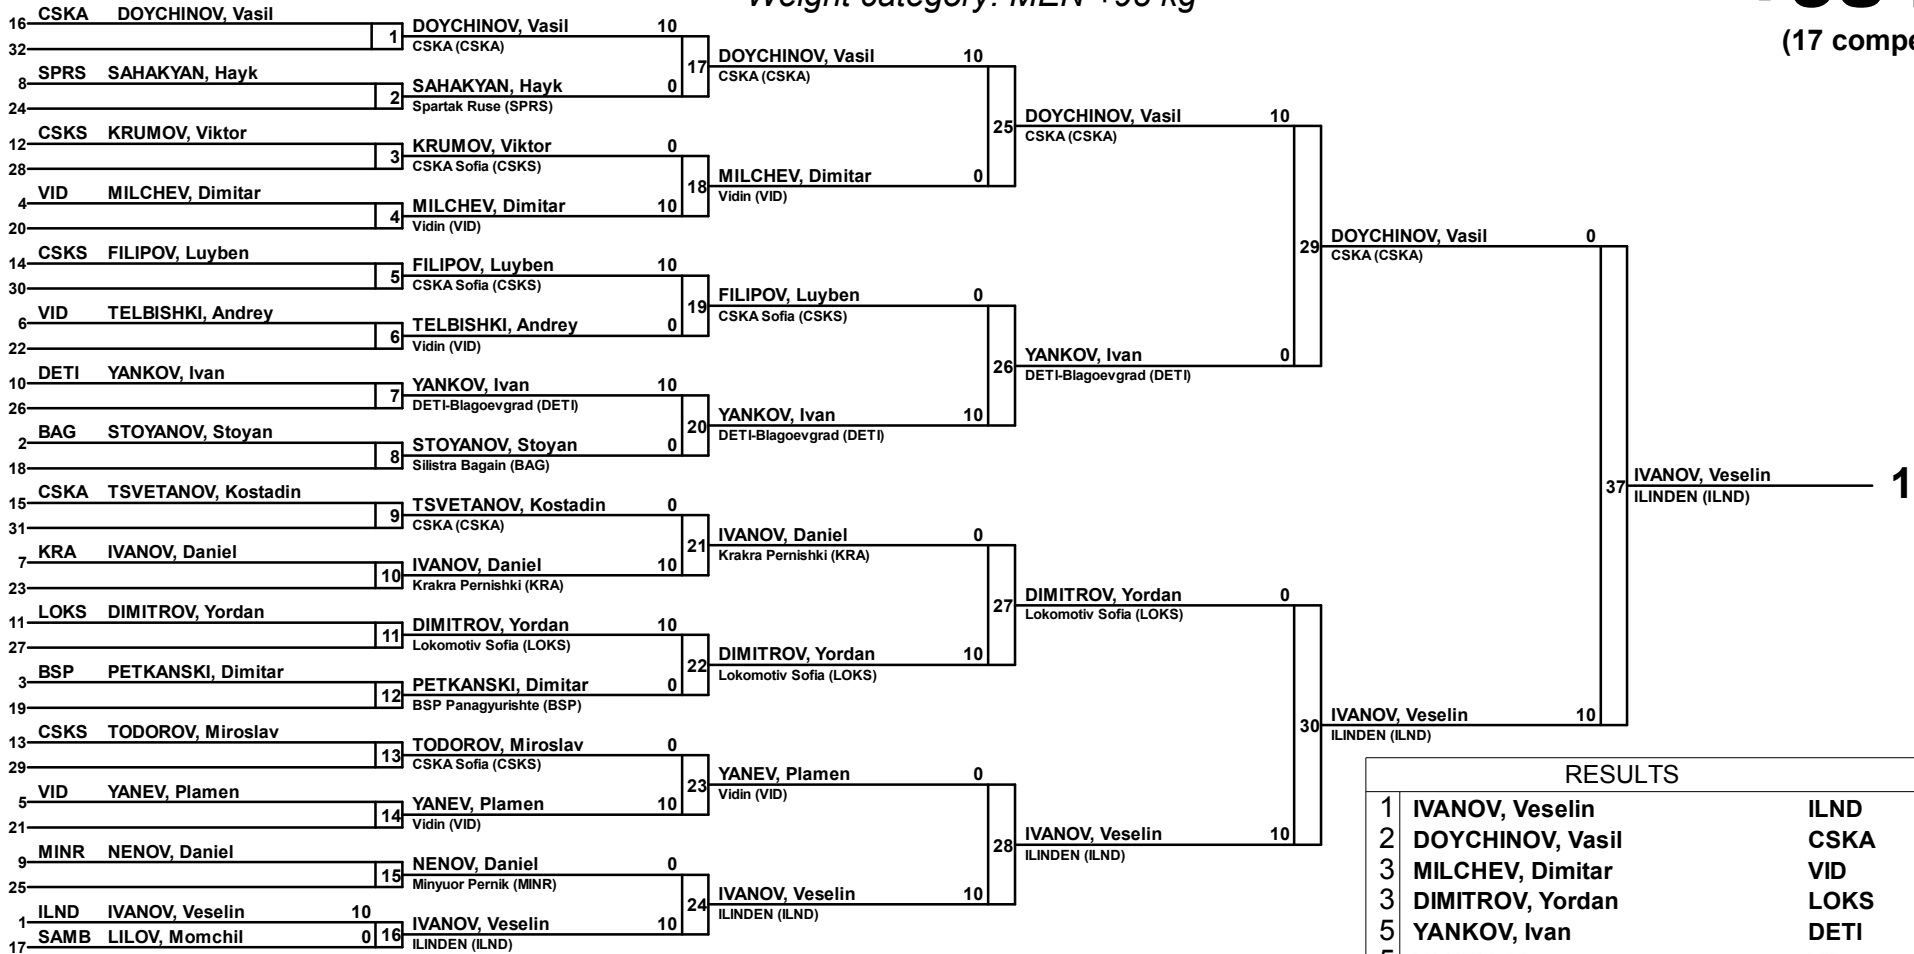 Weight category: MEN +98 kg
(17 compe
16 CSKA DOYCHINOV, Vasil
32
1 DOYCHINOV, Vasil 10
CSKA (CSKA)
8 SPRS SAHAKYAN, Hayk
24
2 SAHAKYAN, Hayk 0
Spartak Ruse (SPRS)
12 CSKS KRUMOV, Viktor
28
3 KRUMOV, Viktor 0
CSKA Sofia (CSKS)
4 VID MILCHEV, Dimitar
20
4 MILCHEV, Dimitar 10
Vidin (VID)
14 CSKS FILIPOV, Luyben
30
5 FILIPOV, Luyben 10
CSKA Sofia (CSKS)
6 VID TELBISHKI, Andrey
22
6 TELBISHKI, Andrey 0
Vidin (VID)
10 DETI YANKOV, Ivan
26
7 YANKOV, Ivan 10
DETI-Blagoevgrad (DETI)
2 BAG STOYANOV, Stoyan
18
8 STOYANOV, Stoyan 0
Silistra Bagain (BAG)
15 CSKA TSVETANOV, Kostadin
31
9 TSVETANOV, Kostadin 0
CSKA (CSKA)
7 KRA IVANOV, Daniel
23
10 IVANOV, Daniel 10
Krakra Pernishki (KRA)
11 LOKS DIMITROV, Yordan
27
11 DIMITROV, Yordan 10
Lokomotiv Sofia (LOKS)
3 BSP PETKANSKI, Dimitar
19
12 PETKANSKI, Dimitar 0
BSP Panagyurishte (BSP)
13 CSKS TODOROV, Miroslav
29
13 TODOROV, Miroslav 0
CSKA Sofia (CSKS)
5 VID YANEV, Plamen
21
14 YANEV, Plamen 10
Vidin (VID)
9 MINR NENOV, Daniel
25
15 NENOV, Daniel 0
Minyuor Pernik (MINR)
1 ILND IVANOV, Veselin 10
17 SAMB LILOV, Momchil 0
16 IVANOV, Veselin 10
ILINDEN (ILND)
17 DOYCHINOV, Vasil 10
CSKA (CSKA)
18 MILCHEV, Dimitar 0
Vidin (VID)
19 FILIPOV, Luyben 0
CSKA Sofia (CSKS)
20 YANKOV, Ivan 10
DETI-Blagoevgrad (DETI)
21 IVANOV, Daniel 0
Krakra Pernishki (KRA)
22 DIMITROV, Yordan 10
Lokomotiv Sofia (LOKS)
23 YANEV, Plamen 0
Vidin (VID)
24 IVANOV, Veselin 10
ILINDEN (ILND)
25 DOYCHINOV, Vasil 10
CSKA (CSKA)
26 YANKOV, Ivan 0
DETI-Blagoevgrad (DETI)
27 DIMITROV, Yordan 0
Lokomotiv Sofia (LOKS)
28 IVANOV, Veselin 10
ILINDEN (ILND)
29 DOYCHINOV, Vasil 0
CSKA (CSKA)
30 IVANOV, Veselin 10
ILINDEN (ILND)
37 IVANOV, Veselin 1
ILINDEN (ILND)
RESULTS
1 IVANOV, Veselin ILND
2 DOYCHINOV, Vasil CSKA
3 MILCHEV, Dimitar VID
3 DIMITROV, Yordan LOKS
5 YANKOV, Ivan DETI